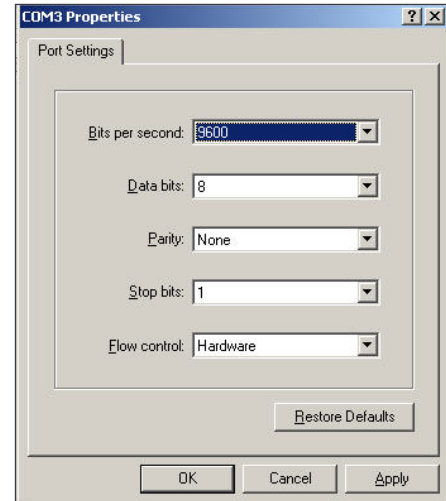 COM3 Properties
Port Settings
Bits per second: 9600
Data bits: 8
Parity: None
Stop bits: 1
Flow control: Hardware
Restore Defaults
OK Cancel Apply